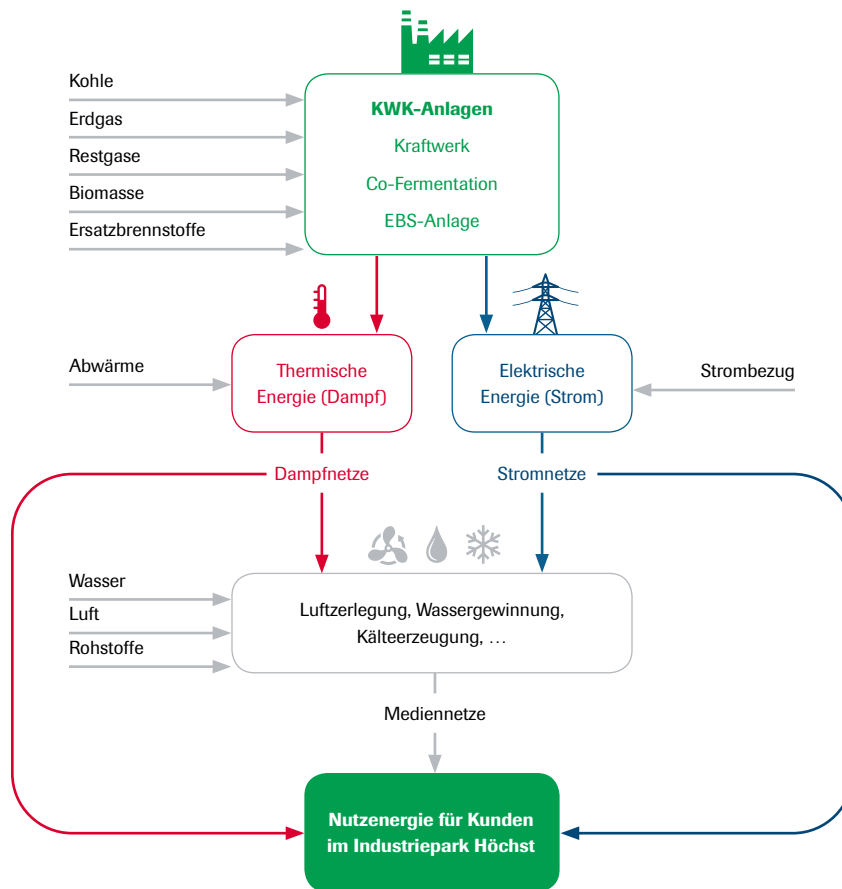 Kohle
Erdgas
Restgase
Biomasse
Ersatzbrennstoffe
KWK-Anlagen
Kraftwerk
Co-Fermentation
EBS-Anlage
Abwärme
Thermische
Energie (Dampf)
Elektrische
Energie (Strom)
Strombezug
Dampfnetze
Stromnetze
Wasser
Luft
Rohstoffe
Luftzerlegung, Wassergewinnung,
Kälteerzeugung, …
Mediennetze
Nutzenergie für Kunden
im Industriepark Höchst